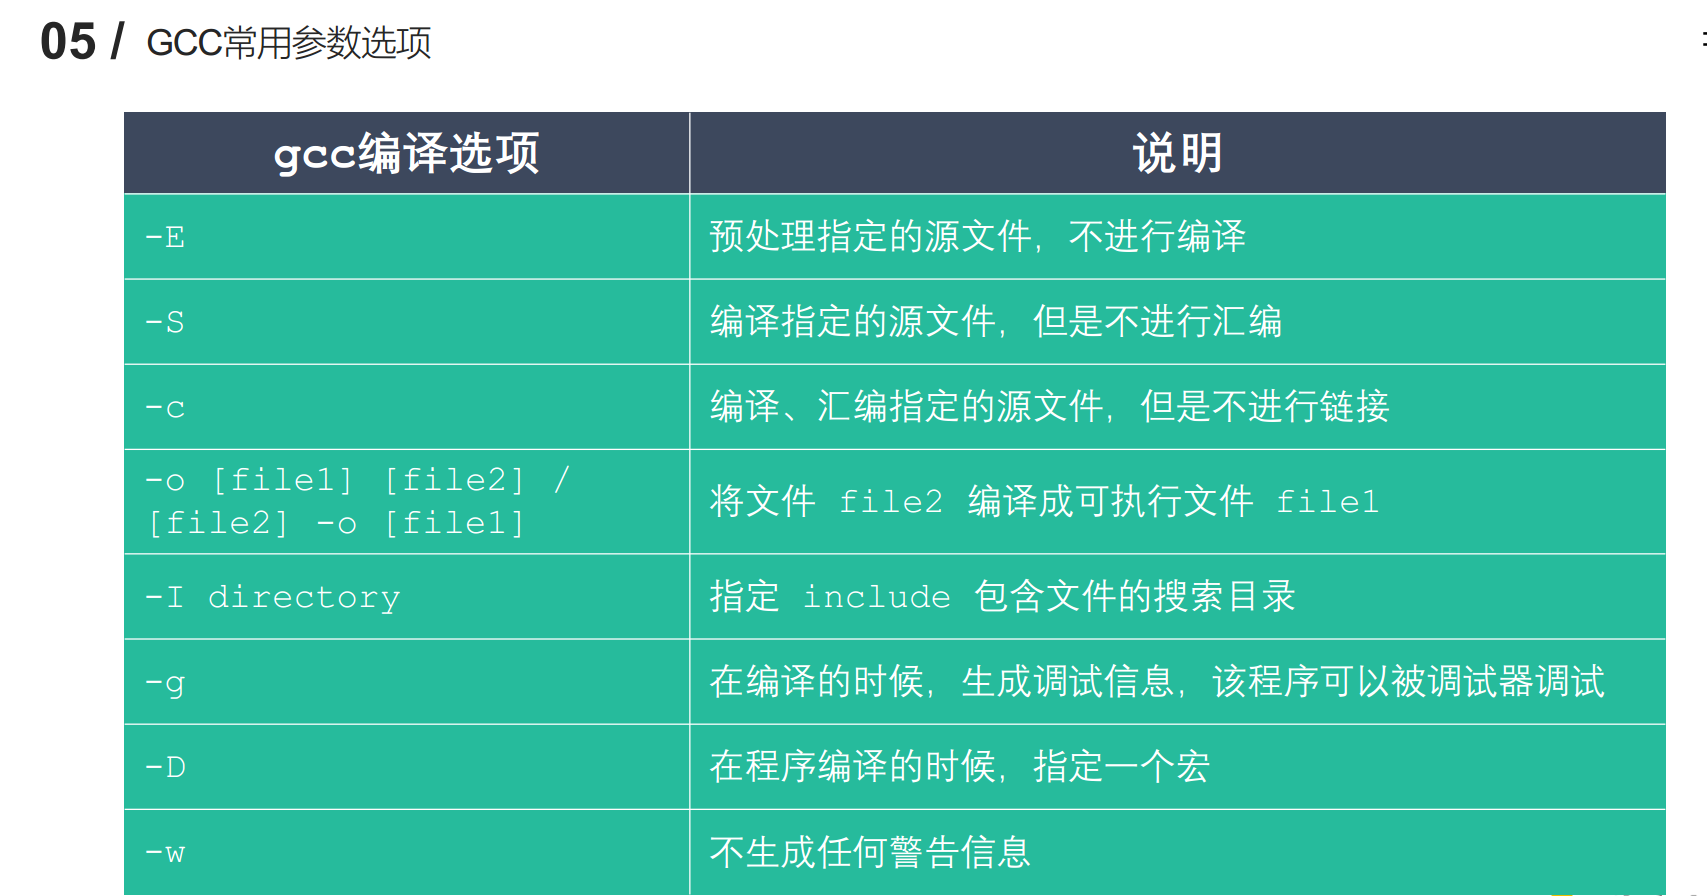 05 / GCC常用参数选项
gcc编译选项 说明
-E 预处理指定的源文件，不进行编译
-S 编译指定的源文件，但是不进行汇编
-c 编译、汇编指定的源文件，但是不进行链接
-o [file1] [file2] /
[file2] -o [file1]
将文件 file2 编译成可执行文件 file1
-I directory 指定 include 包含文件的搜索目录
-g 在编译的时候，生成调试信息，该程序可以被调试器调试
-D 在程序编译的时候，指定一个宏
-w 不生成任何警告信息